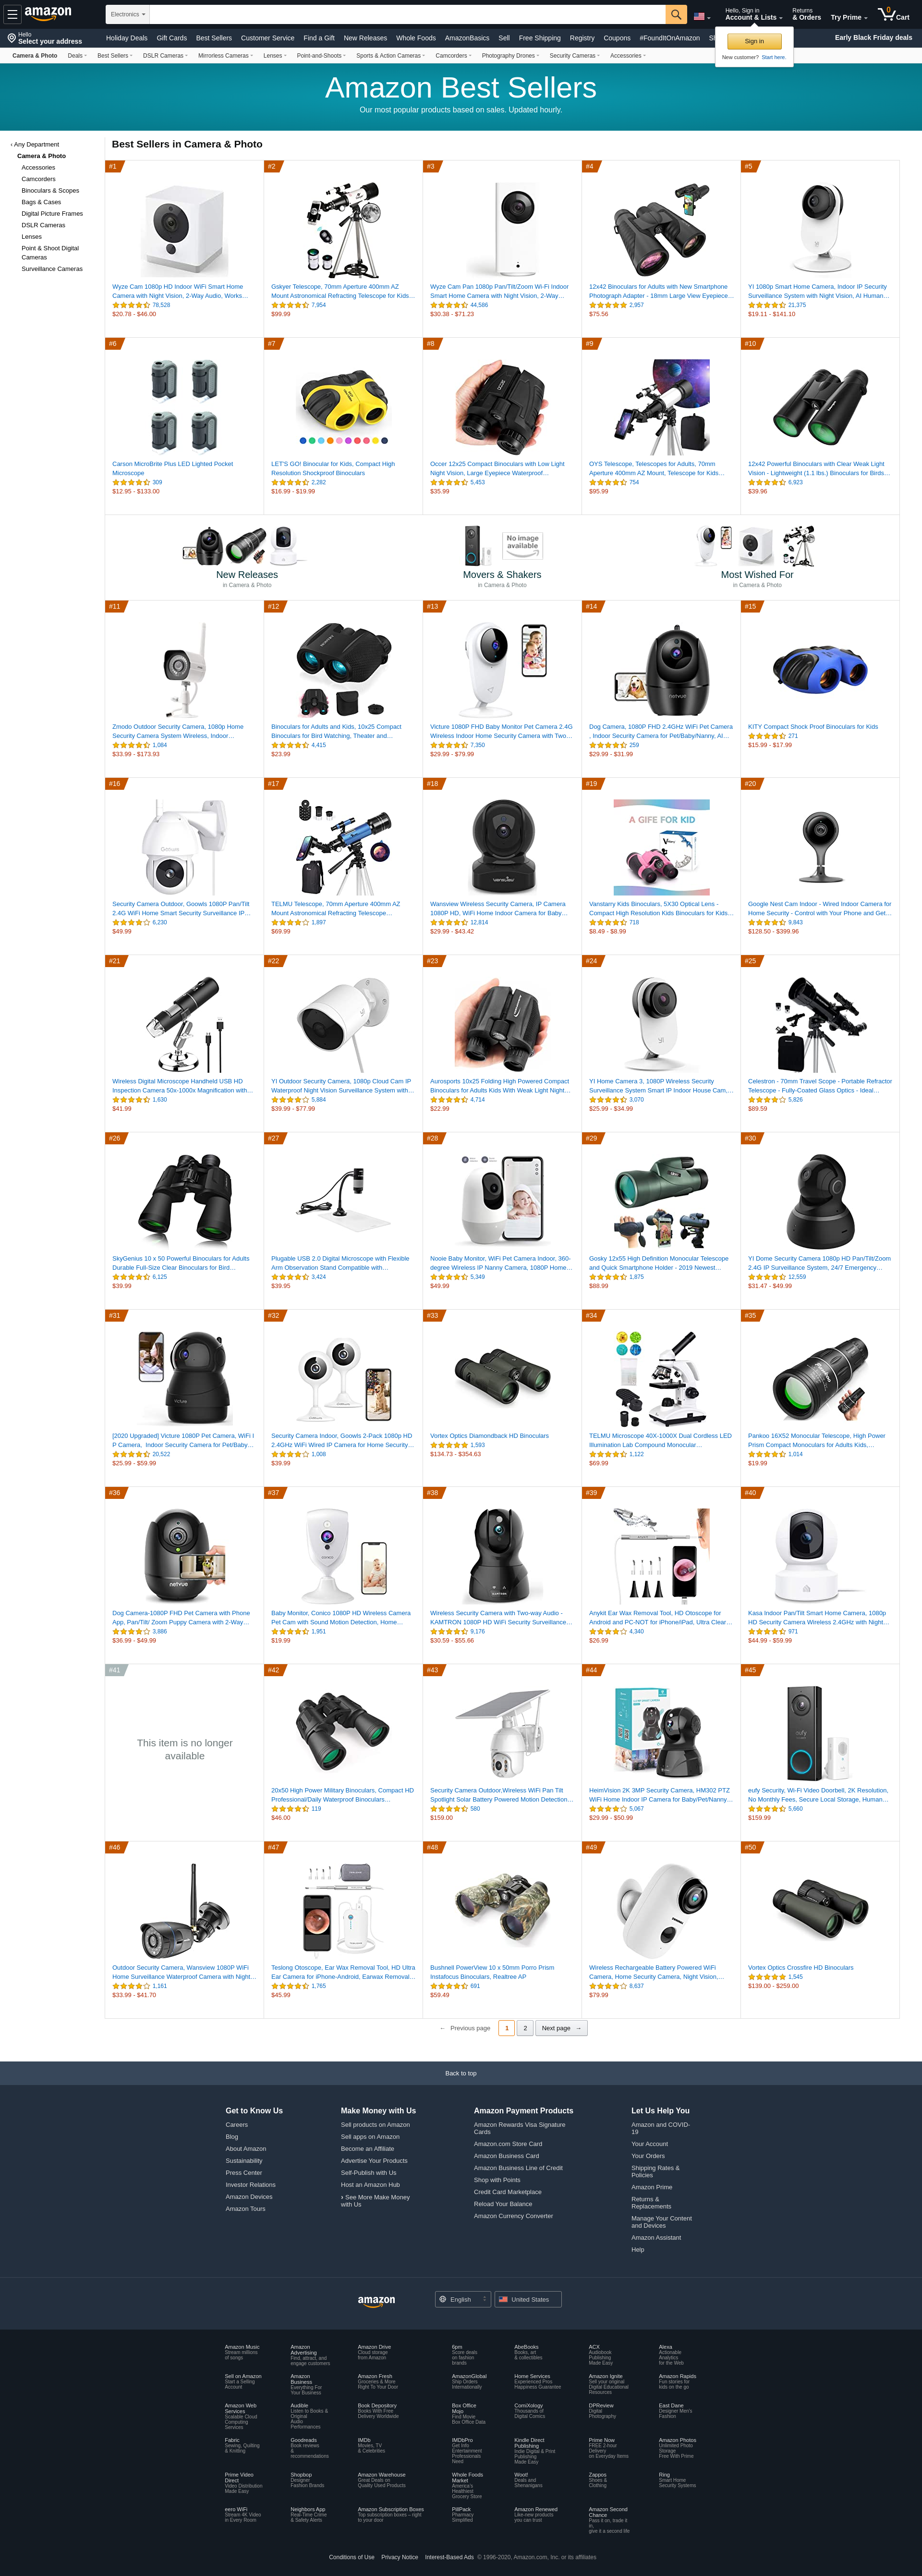 amazon
Electronics
Hello, Sign in
Account & Lists
Returns
& Orders
Try Prime
0
Cart
Hello
Select your address
Holiday Deals Gift Cards Best Sellers Customer Service Find a Gift New Releases Whole Foods AmazonBasics Sell Free Shipping Registry Coupons #FoundItOnAmazon
Early Black Friday deals
Sign in
New customer? Start here.
Camera & Photo Deals Best Sellers DSLR Cameras Mirrorless Cameras Lenses Point-and-Shoots Sports & Action Cameras Camcorders Photography Drones Security Cameras Accessories
Amazon Best Sellers
Our most popular products based on sales. Updated hourly.
‹ Any Department
Camera & Photo
Accessories
Camcorders
Binoculars & Scopes
Bags & Cases
Digital Picture Frames
DSLR Cameras
Lenses
Point & Shoot Digital
Cameras
Surveillance Cameras
Best Sellers in Camera & Photo
#1
Wyze Cam 1080p HD Indoor WiFi Smart Home
Camera with Night Vision, 2-Way Audio, Works…
78,528
$20.78 - $46.00
#2
Gskyer Telescope, 70mm Aperture 400mm AZ
Mount Astronomical Refracting Telescope for Kids…
7,954
$99.99
#3
Wyze Cam Pan 1080p Pan/Tilt/Zoom Wi-Fi Indoor
Smart Home Camera with Night Vision, 2-Way…
44,586
$30.38 - $71.23
#4
12x42 Binoculars for Adults with New Smartphone
Photograph Adapter - 18mm Large View Eyepiece…
2,957
$75.56
#5
YI 1080p Smart Home Camera, Indoor IP Security
Surveillance System with Night Vision, AI Human…
21,375
$19.11 - $141.10
#6
Carson MicroBrite Plus LED Lighted Pocket
Microscope
309
$12.95 - $133.00
#7
LET'S GO! Binocular for Kids, Compact High
Resolution Shockproof Binoculars
2,282
$16.99 - $19.99
#8
Occer 12x25 Compact Binoculars with Low Light
Night Vision, Large Eyepiece Waterproof…
5,453
$35.99
#9
OYS Telescope, Telescopes for Adults, 70mm
Aperture 400mm AZ Mount, Telescope for Kids…
754
$95.99
#10
12x42 Powerful Binoculars with Clear Weak Light
Vision - Lightweight (1.1 lbs.) Binoculars for Birds…
6,923
$39.96
New Releases
in Camera & Photo
No image
available
Movers & Shakers
in Camera & Photo
Most Wished For
in Camera & Photo
#11
Zmodo Outdoor Security Camera, 1080p Home
Security Camera System Wireless, Indoor…
1,084
$33.99 - $173.93
#12
Binoculars for Adults and Kids, 10x25 Compact
Binoculars for Bird Watching, Theater and…
4,415
$23.99
#13
Victure 1080P FHD Baby Monitor Pet Camera 2.4G
Wireless Indoor Home Security Camera with Two…
7,350
$29.99 - $79.99
#14
netvue
Dog Camera, 1080P FHD 2.4GHz WiFi Pet Camera
, Indoor Security Camera for Pet/Baby/Nanny, AI…
259
$29.99 - $31.99
#15
KITY Compact Shock Proof Binoculars for Kids
271
$15.99 - $17.99
#16
Security Camera Outdoor, Goowls 1080P Pan/Tilt
2.4G WiFi Home Smart Security Surveillance IP…
6,230
$49.99
#17
TELMU Telescope, 70mm Aperture 400mm AZ
Mount Astronomical Refracting Telescope…
1,897
$69.99
#18
Wansview Wireless Security Camera, IP Camera
1080P HD, WiFi Home Indoor Camera for Baby…
12,814
$29.99 - $43.42
#19
A GIFE FOR KID
Vanstarry Kids Binoculars, 5X30 Optical Lens -
Compact High Resolution Kids Binoculars for Kids…
718
$8.49 - $8.99
#20
Google Nest Cam Indoor - Wired Indoor Camera for
Home Security - Control with Your Phone and Get…
9,843
$128.50 - $399.96
#21
Wireless Digital Microscope Handheld USB HD
Inspection Camera 50x-1000x Magnification with…
1,630
$41.99
#22
YI Outdoor Security Camera, 1080p Cloud Cam IP
Waterproof Night Vision Surveillance System with…
5,884
$39.99 - $77.99
#23
Aurosports 10x25 Folding High Powered Compact
Binoculars for Adults Kids With Weak Light Night…
4,714
$22.99
#24
YI Home Camera 3, 1080P Wireless Security
Surveillance System Smart IP Indoor House Cam,…
3,070
$25.99 - $34.99
#25
Celestron - 70mm Travel Scope - Portable Refractor
Telescope - Fully-Coated Glass Optics - Ideal…
5,826
$89.59
#26
SkyGenius 10 x 50 Powerful Binoculars for Adults
Durable Full-Size Clear Binoculars for Bird…
6,125
$39.99
#27
Plugable USB 2.0 Digital Microscope with Flexible
Arm Observation Stand Compatible with…
3,424
$39.95
#28
Nooie Baby Monitor, WiFi Pet Camera Indoor, 360-
degree Wireless IP Nanny Camera, 1080P Home…
5,349
$49.99
#29
Gosky 12x55 High Definition Monocular Telescope
and Quick Smartphone Holder - 2019 Newest…
1,875
$88.99
#30
YI Dome Security Camera 1080p HD Pan/Tilt/Zoom
2.4G IP Surveillance System, 24/7 Emergency…
12,559
$31.47 - $49.99
#31
[2020 Upgraded] Victure 1080P Pet Camera, WiFi I
P Camera, Indoor Security Camera for Pet/Baby…
20,522
$25.99 - $59.99
#32
Security Camera Indoor, Goowls 2-Pack 1080p HD
2.4GHz WiFi Wired IP Camera for Home Security…
1,008
$39.99
#33
Vortex Optics Diamondback HD Binoculars
1,593
$134.73 - $354.63
#34
TELMU Microscope 40X-1000X Dual Cordless LED
Illumination Lab Compound Monocular…
1,122
$69.99
#35
Pankoo 16X52 Monocular Telescope, High Power
Prism Compact Monoculars for Adults Kids,…
1,014
$19.99
#36
netvue
Dog Camera-1080P FHD Pet Camera with Phone
App, Pan/Tilt/ Zoom Puppy Camera with 2-Way…
3,886
$36.99 - $49.99
#37
Baby Monitor, Conico 1080P HD Wireless Camera
Pet Cam with Sound Motion Detection, Home…
1,951
$19.99
#38
Wireless Security Camera with Two-way Audio -
KAMTRON 1080P HD WiFi Security Surveillance…
9,176
$30.59 - $55.66
#39
Anykit Ear Wax Removal Tool, HD Otoscope for
Android and PC-NOT for iPhone/iPad, Ultra Clear…
4,340
$26.99
#40
Kasa Indoor Pan/Tilt Smart Home Camera, 1080p
HD Security Camera Wireless 2.4GHz with Night…
971
$44.99 - $59.99
#41
This item is no longer
available
#42
20x50 High Power Military Binoculars, Compact HD
Professional/Daily Waterproof Binoculars…
119
$46.00
#43
Security Camera Outdoor,Wireless WiFi Pan Tilt
Spotlight Solar Battery Powered Motion Detection…
580
$159.00
#44
HeimVision 2K 3MP Security Camera, HM302 PTZ
WiFi Home Indoor IP Camera for Baby/Pet/Nanny…
5,067
$29.99 - $50.99
#45
eufy
eufy Security, Wi-Fi Video Doorbell, 2K Resolution,
No Monthly Fees, Secure Local Storage, Human…
5,660
$159.99
#46
Outdoor Security Camera, Wansview 1080P WiFi
Home Surveillance Waterproof Camera with Night…
1,161
$33.99 - $41.70
#47
Teslong Otoscope, Ear Wax Removal Tool, HD Ultra
Ear Camera for iPhone-Android, Earwax Removal…
1,765
$45.99
#48
Bushnell PowerView 10 x 50mm Porro Prism
Instafocus Binoculars, Realtree AP
691
$59.49
#49
Wireless Rechargeable Battery Powered WiFi
Camera, Home Security Camera, Night Vision,…
8,637
$79.99
#50
Vortex Optics Crossfire HD Binoculars
1,545
$139.00 - $259.00
← Previous page 1 2 Next page →
Back to top
Get to Know Us
Careers
Blog
About Amazon
Sustainability
Press Center
Investor Relations
Amazon Devices
Amazon Tours
Make Money with Us
Sell products on Amazon
Sell apps on Amazon
Become an Affiliate
Advertise Your Products
Self-Publish with Us
Host an Amazon Hub
› See More Make Money
with Us
Amazon Payment Products
Amazon Rewards Visa Signature
Cards
Amazon.com Store Card
Amazon Business Card
Amazon Business Line of Credit
Shop with Points
Credit Card Marketplace
Reload Your Balance
Amazon Currency Converter
Let Us Help You
Amazon and COVID-
19
Your Account
Your Orders
Shipping Rates &
Policies
Amazon Prime
Returns &
Replacements
Manage Your Content
and Devices
Amazon Assistant
Help
amazon
English
United States
Amazon Music
Stream millions
of songs
Amazon
Advertising
Find, attract, and
engage customers
Amazon Drive
Cloud storage
from Amazon
6pm
Score deals
on fashion
brands
AbeBooks
Books, art
& collectibles
ACX
Audiobook
Publishing
Made Easy
Alexa
Actionable
Analytics
for the Web
Sell on Amazon
Start a Selling
Account
Amazon
Business
Everything For
Your Business
Amazon Fresh
Groceries & More
Right To Your Door
AmazonGlobal
Ship Orders
Internationally
Home Services
Experienced Pros
Happiness Guarantee
Amazon Ignite
Sell your original
Digital Educational
Resources
Amazon Rapids
Fun stories for
kids on the go
Amazon Web
Services
Scalable Cloud
Computing
Services
Audible
Listen to Books &
Original
Audio
Performances
Book Depository
Books With Free
Delivery Worldwide
Box Office
Mojo
Find Movie
Box Office Data
ComiXology
Thousands of
Digital Comics
DPReview
Digital
Photography
East Dane
Designer Men's
Fashion
Fabric
Sewing, Quilting
& Knitting
Goodreads
Book reviews
&
recommendations
IMDb
Movies, TV
& Celebrities
IMDbPro
Get Info
Entertainment
Professionals
Need
Kindle Direct
Publishing
Indie Digital & Print
Publishing
Made Easy
Prime Now
FREE 2-hour
Delivery
on Everyday Items
Amazon Photos
Unlimited Photo
Storage
Free With Prime
Prime Video
Direct
Video Distribution
Made Easy
Shopbop
Designer
Fashion Brands
Amazon Warehouse
Great Deals on
Quality Used Products
Whole Foods
Market
America's
Healthiest
Grocery Store
Woot!
Deals and
Shenanigans
Zappos
Shoes &
Clothing
Ring
Smart Home
Security Systems
eero WiFi
Stream 4K Video
in Every Room
Neighbors App
Real-Time Crime
& Safety Alerts
Amazon Subscription Boxes
Top subscription boxes – right
to your door
PillPack
Pharmacy
Simplified
Amazon Renewed
Like-new products
you can trust
Amazon Second
Chance
Pass it on, trade it
in,
give it a second life
Conditions of Use Privacy Notice Interest-Based Ads © 1996-2020, Amazon.com, Inc. or its affiliates